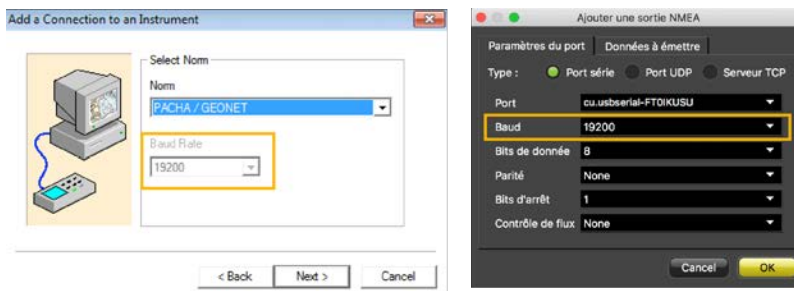 Add a Connection to an Instrument
Select Norm
Norm
PACHA / GEONET
Baud Rate
19200
< Back Next > Cancel
Ajouter une sortie NMEA
Paramètres du port Données à émettre
Type : Port série Port UDP Serveur TCP
Port cu.usbserial-FT0IKUSU
Baud 19200
Bits de donnée 8
Parité None
Bits d'arrêt 1
Contrôle de flux None
Cancel OK